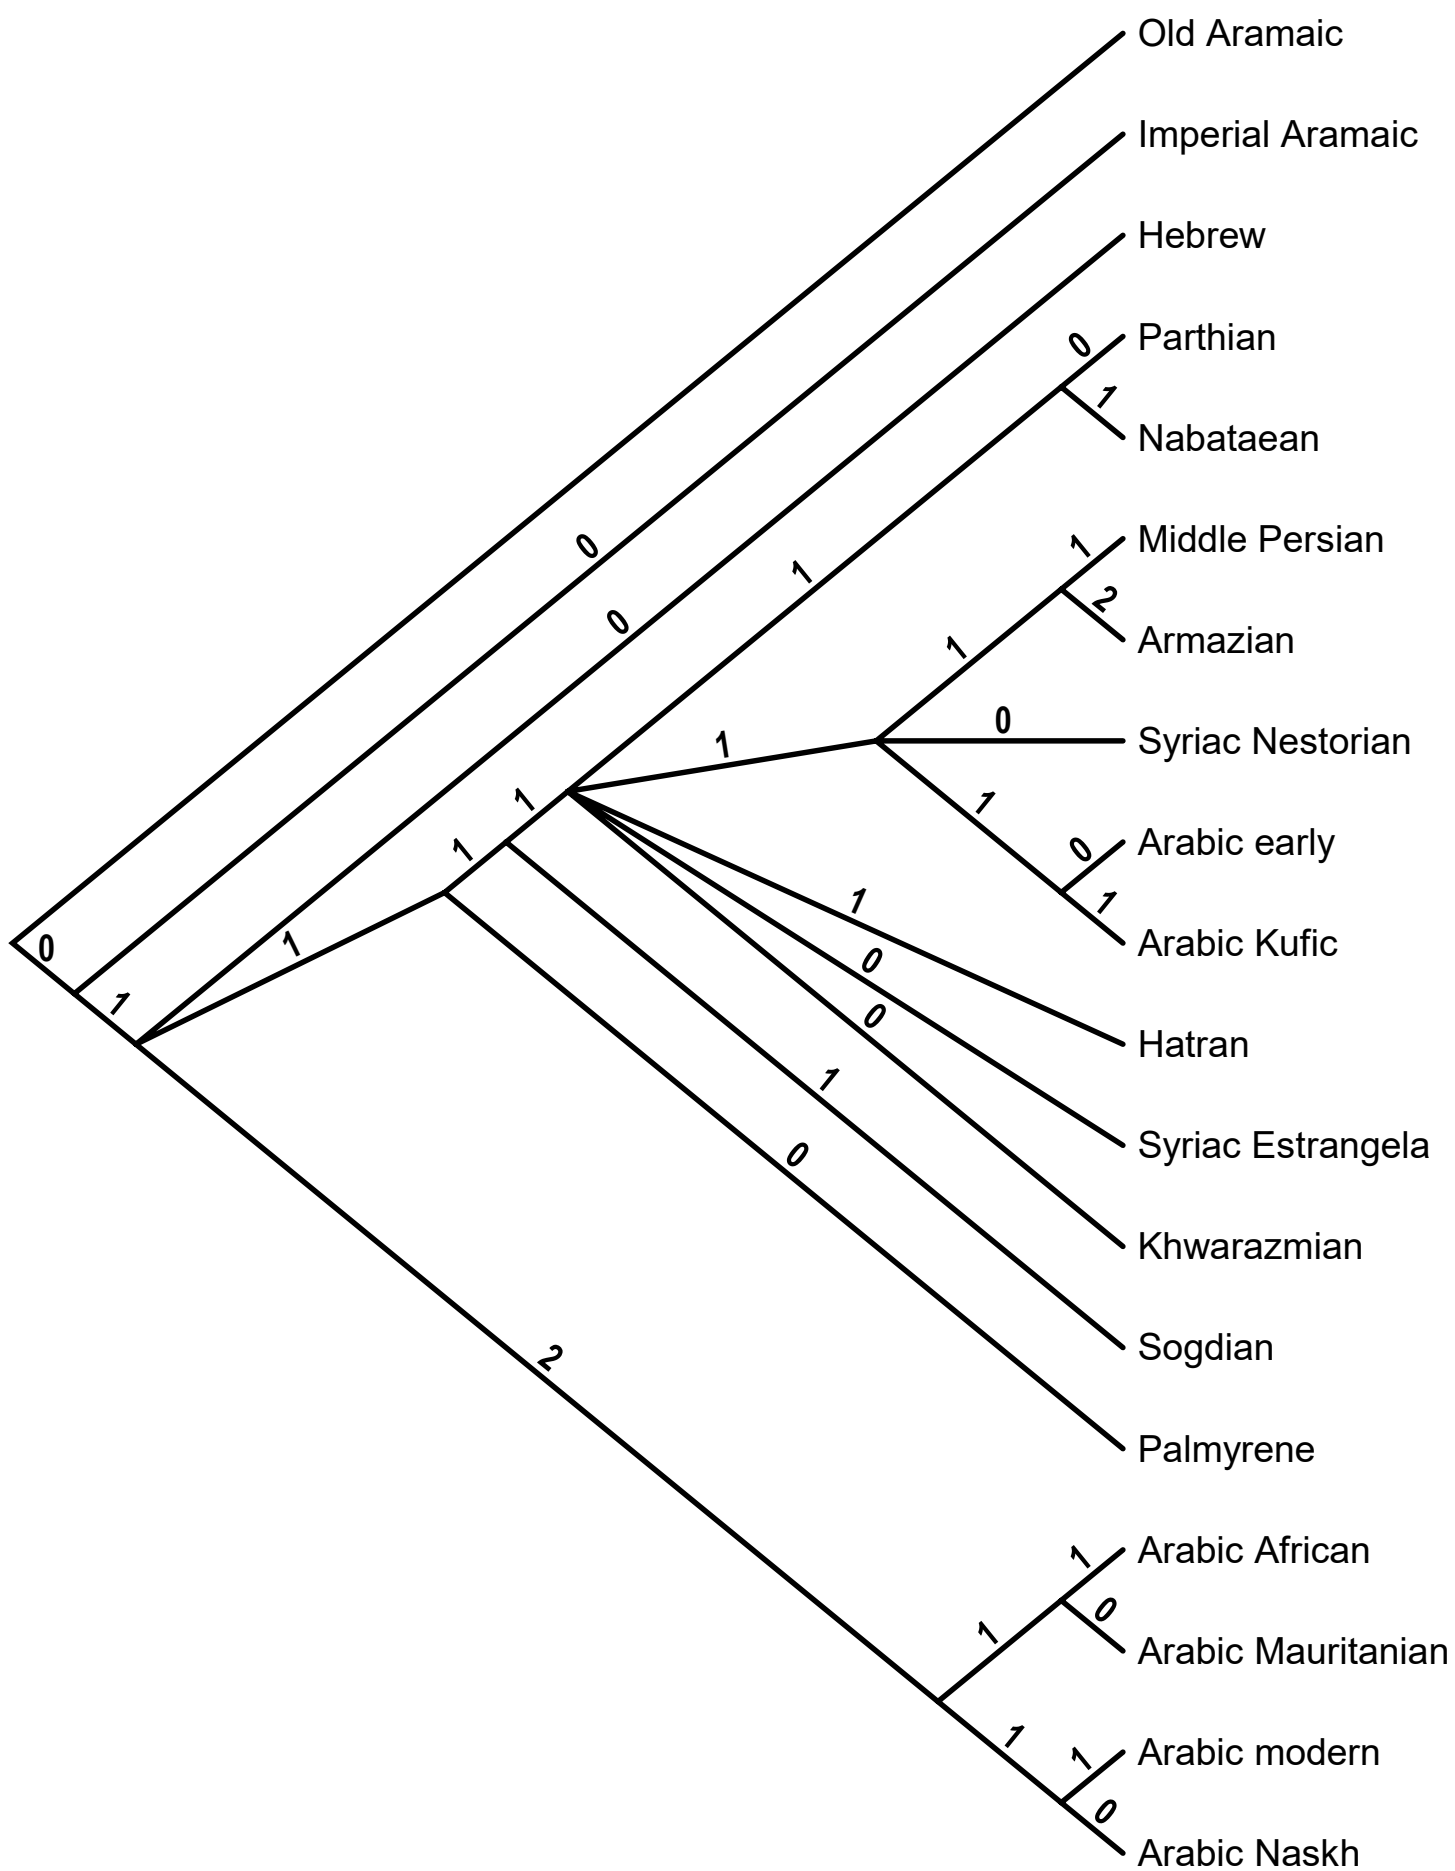 Old Aramaic
Imperial Aramaic
Hebrew
0
Parthian
1
Nabataean
0
1
Middle Persian
1
2
Armazian
0
1
0
Syriac Nestorian
1
1
1
0
Arabic early
1
1
1
Arabic Kufic
1
0
0
1
0
Hatran
1
1
0
Syriac Estrangela
Khwarazmian
2
Sogdian
Palmyrene
1
Arabic African
1
0
Arabic Mauritanian
1
1
Arabic modern
0
Arabic Naskh